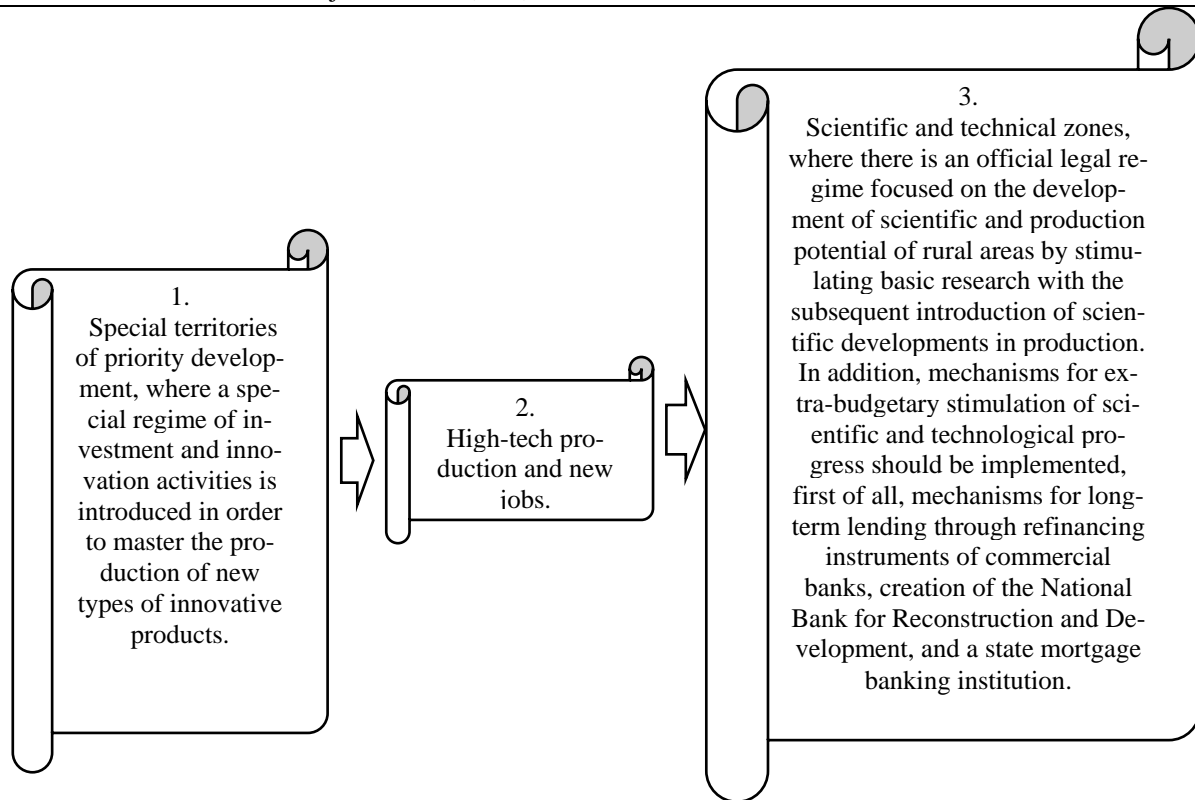 1.
Special territories
of priority develop-
ment, where a spe-
cial regime of in-
vestment and inno-
vation activities is
introduced in order
to master the pro-
duction of new
types of innovative
products.
2.
High-tech pro-
duction and new
jobs.
3.
Scientific and technical zones,
where there is an official legal re-
gime focused on the develop-
ment of scientific and production
potential of rural areas by stimu-
lating basic research with the
subsequent introduction of scien-
tific developments in production.
In addition, mechanisms for ex-
tra-budgetary stimulation of sci-
entific and technological pro-
gress should be implemented,
first of all, mechanisms for long-
term lending through refinancing
instruments of commercial
banks, creation of the National
Bank for Reconstruction and De-
velopment, and a state mortgage
banking institution.